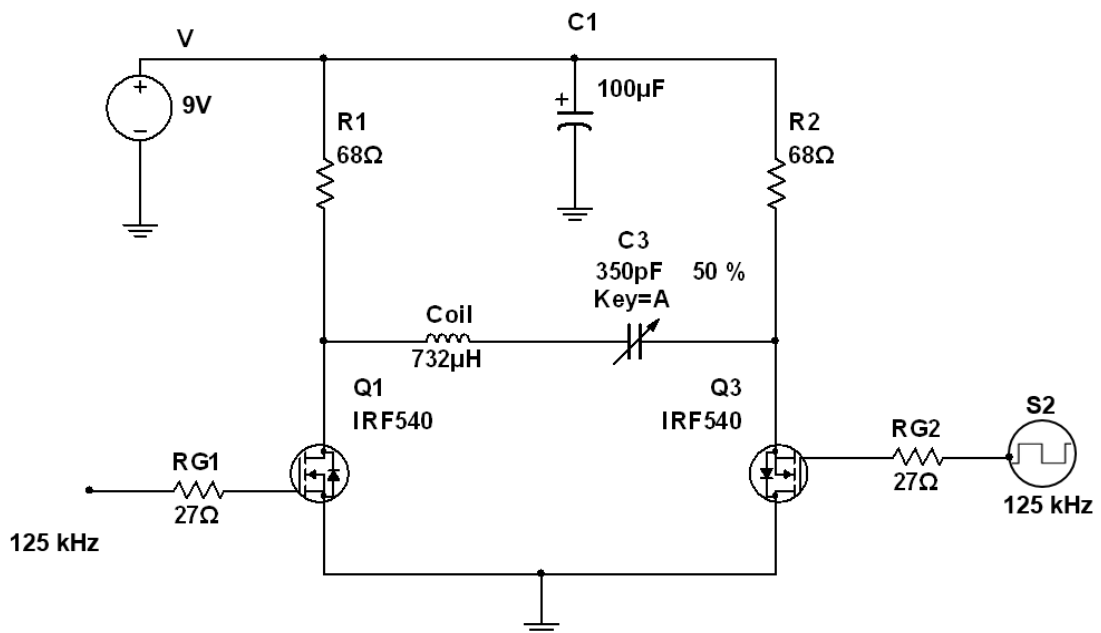 V
C1
+
−
9V
+
100µF
R1
68Ω
R2
68Ω
C3
350pF 50 %
Key=A
Coil
732µH
Q1
IRF540
Q3
IRF540
S2
RG1
27Ω
RG2
27Ω
125 kHz
125 kHz